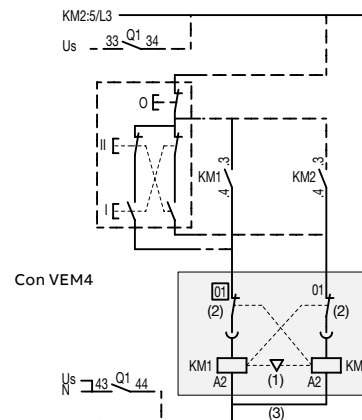 KM2:5/L3
Us 33 Q1 34
O
II
KM1 .3 .4
KM2 .3 .4
I
Con VEM4
01 01
(2) (2)
KM1 KM
A2 (1) A2
Us 43 Q1 44
N
(3)